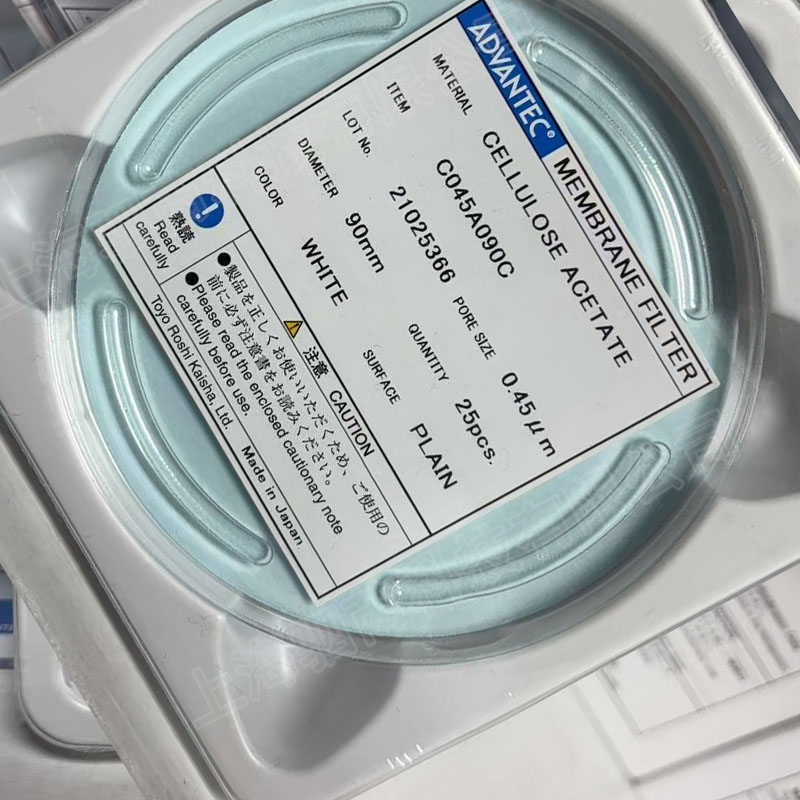 ADVANTEC® MEMBRANE FILTER
MATERIAL CELLULOSE ACETATE
ITEM C045A090C
LOT No. 21025366 PORE SIZE 0.45μm
DIAMETER 90mm QUANTITY 25pcs.
COLOR WHITE SURFACE PLAIN
熟読
Read
carefully
注意 CAUTION
●製品を正しくお使いいただくため、ご使用の
前に必ず注意書をお読みください。
●Please read the enclosed cautionary note
carefully before use.
Toyo Roshi Kaisha, Ltd. Made in Japan.